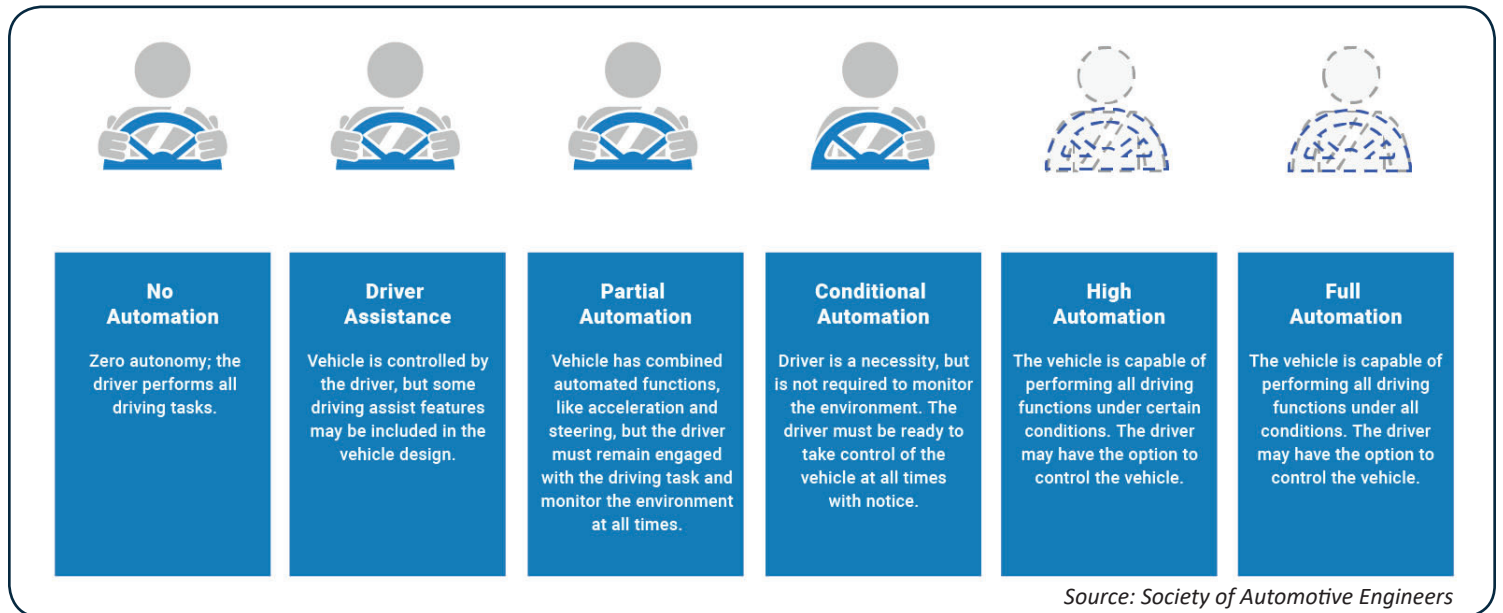 No
Automation
Zero autonomy; the
driver performs all
driving tasks.
Driver
Assistance
Vehicle is controlled by
the driver, but some
driving assist features
may be included in the
vehicle design.
Partial
Automation
Vehicle has combined
automated functions,
like acceleration and
steering, but the driver
must remain engaged
with the driving task and
monitor the environment
at all times.
Conditional
Automation
Driver is a necessity, but
is not required to monitor
the environment. The
driver must be ready to
take control of the
vehicle at all times
with notice.
High
Automation
The vehicle is capable of
performing all driving
functions under certain
conditions. The driver
may have the option to
control the vehicle.
Full
Automation
The vehicle is capable of
performing all driving
functions under all
conditions. The driver
may have the option to
control the vehicle.
Source: Society of Automotive Engineers